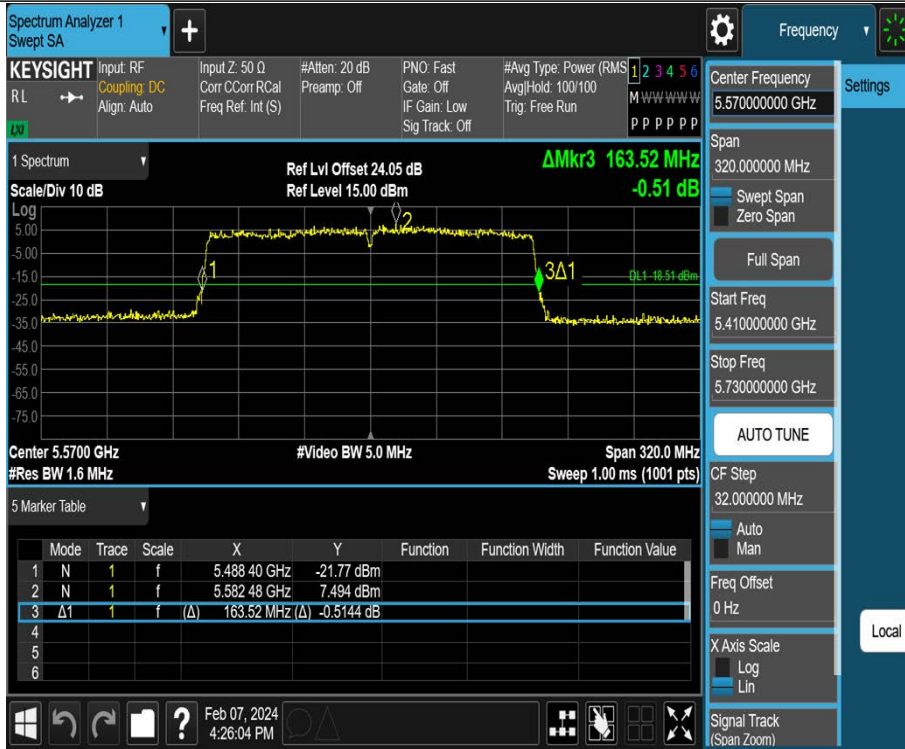 Spectrum Analyzer 1
Swept SA
+
Frequency
KEYSIGHT
R L
LXI
Input: RF
Coupling: DC
Align: Auto
Input Z: 50 Ω
Corr CCorr RCal
Freq Ref: Int (S)
#Atten: 20 dB
Preamp: Off
PNO: Fast
Gate: Off
IF Gain: Low
Sig Track: Off
#Avg Type: Power (RMS
Avg|Hold: 100/100
Trig: Free Run
1 2 3 4 5 6
M W W W W W
P P P P P P
Settings
Center Frequency
5.570000000 GHz
Span
320.000000 MHz
Swept Span
Zero Span
Full Span
Start Freq
5.410000000 GHz
Stop Freq
5.730000000 GHz
AUTO TUNE
CF Step
32.000000 MHz
Auto
Man
Freq Offset
0 Hz
X Axis Scale
Log
Lin
Signal Track
(Span Zoom)
Local
1 Spectrum
Scale/Div 10 dB
Ref Lvl Offset 24.05 dB
Ref Level 15.00 dBm
ΔMkr3 163.52 MHz
-0.51 dB
Log
5.00
-5.00
-15.0
-25.0
-35.0
-45.0
-55.0
-65.0
-75.0
1
2
3Δ1
DL1 -18.51 dBm
Center 5.5700 GHz
#Video BW 5.0 MHz
Span 320.0 MHz
#Res BW 1.6 MHz
Sweep 1.00 ms (1001 pts)
5 Marker Table
Mode Trace Scale X Y Function Function Width Function Value
1 N 1 f 5.488 40 GHz -21.77 dBm
2 N 1 f 5.582 48 GHz 7.494 dBm
3 Δ1 1 f (Δ) 163.52 MHz (Δ) -0.5144 dB
4
5
6
?
Feb 07, 2024
4:26:04 PM